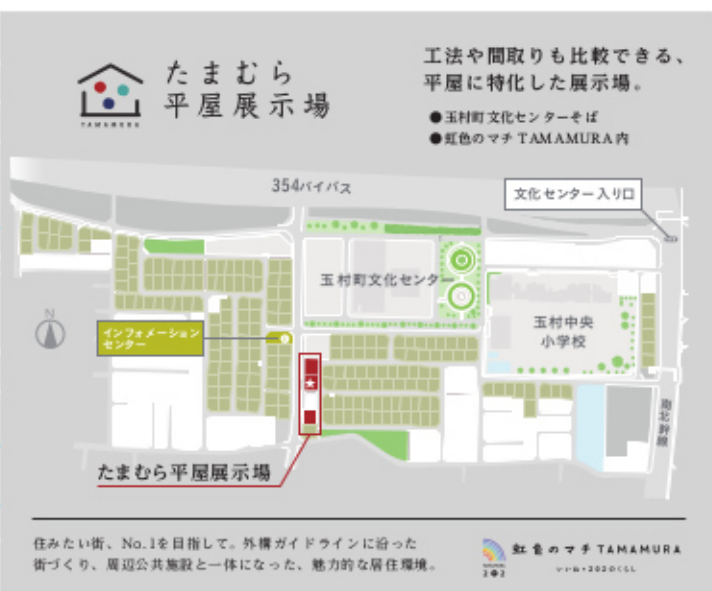 たまむら
平屋展示場
TAMAMURA
工法や間取りも比較できる、
平屋に特化した展示場。
●玉村町文化センターそば
●虹色のマチ TAMAMURA内
354バイパス
文化センター入り口
玉村町文化センター
玉村中央
小学校
N
インフォメーション
センター
南北幹線
たまむら平屋展示場
住みたい街、No.1を目指して。外構ガイドラインに沿った
街づくり、周辺公共施設と一体になった、魅力的な居住環境。
虹色のマチ TAMAMURA